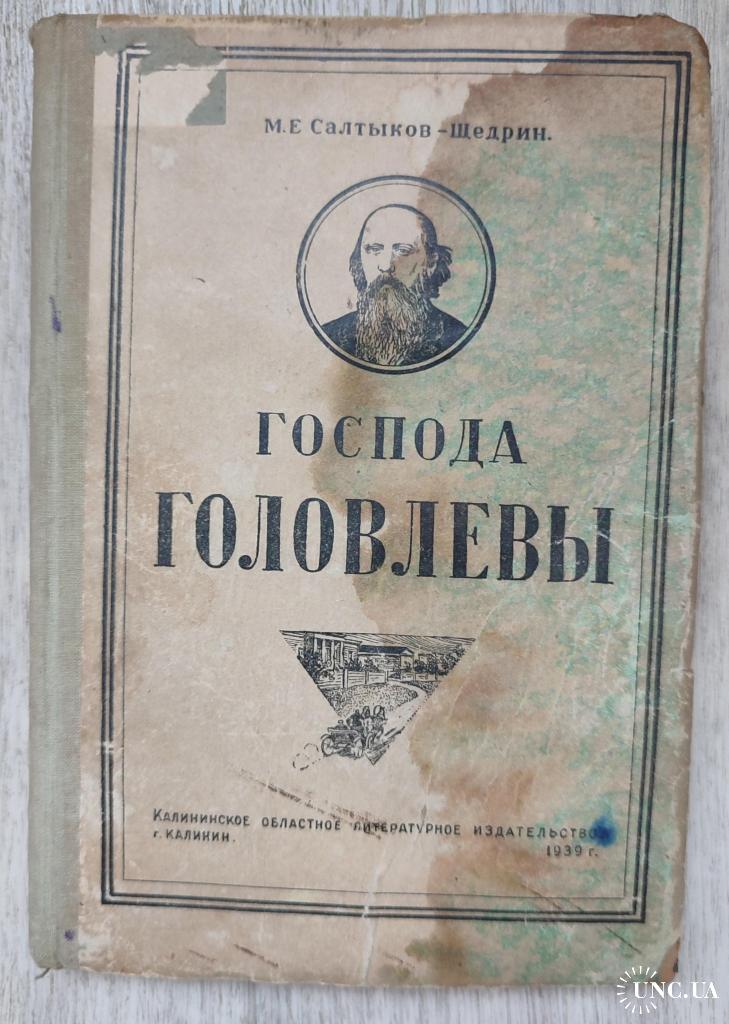 М.Е Салтыков-Щедрин.
ГОСПОДА
ГОЛОВЛЕВЫ
Калининское областное литературное издательство
г. Калинин.
1939 г.
UNC.UA